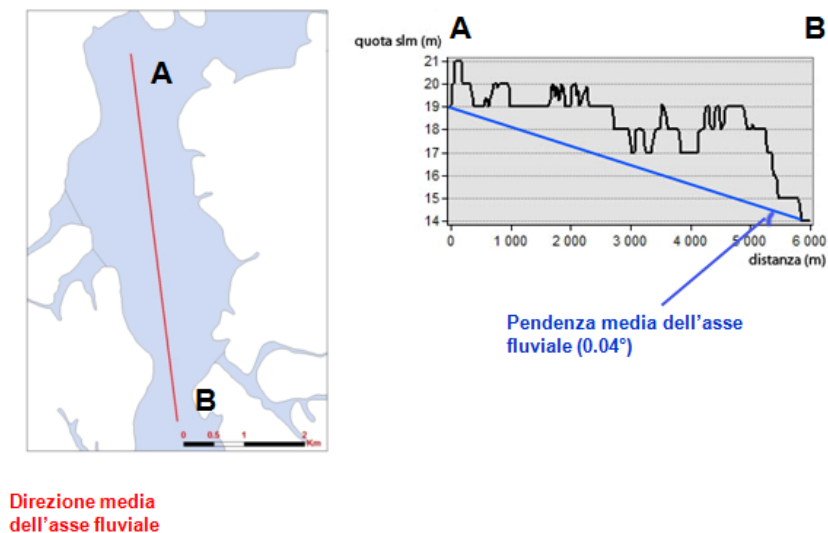 A
B
0 0.5 1 2
Km
Direzione media
dell'asse fluviale
A B
quota slm (m)
21
20
19
18
17
16
15
14
0 1 000 2 000 3 000 4 000 5 000 6 000
distanza (m)
Pendenza media dell'asse
fluviale (0.04°)